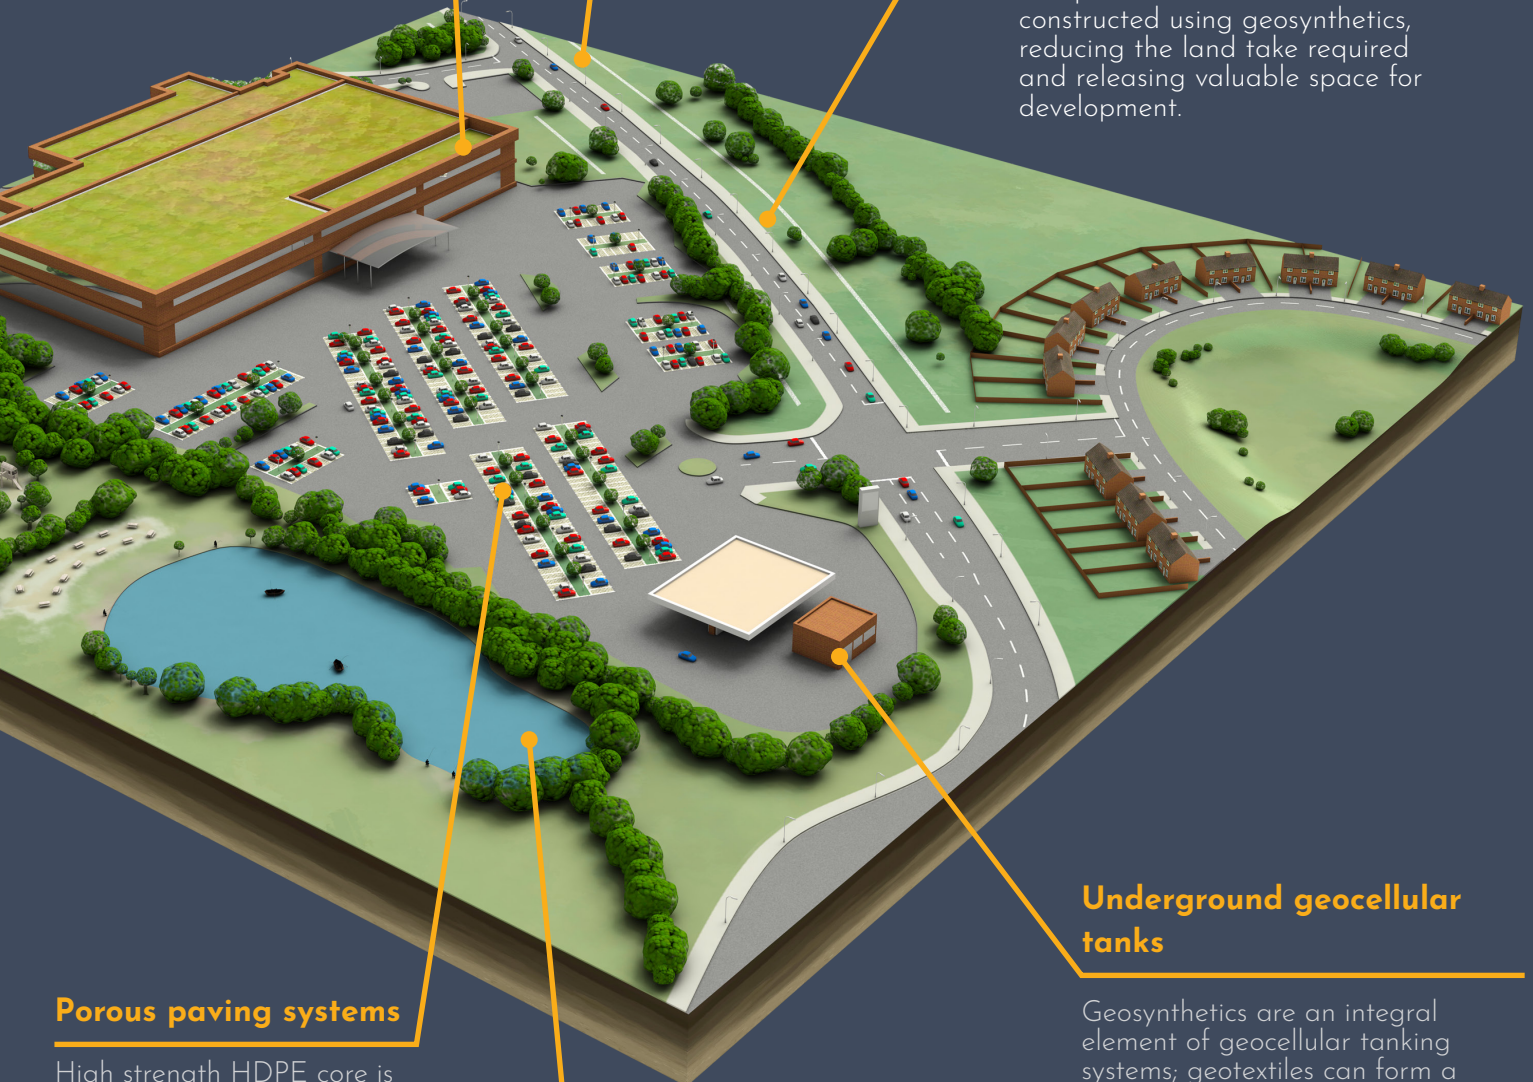 constructed using geosynthetics,
reducing the land take required
and releasing valuable space for
development.
Underground geocellular
tanks
Geosynthetics are an integral
element of geocellular tanking
systems; geotextiles can form a
Porous paving systems
High strength HDPE core is